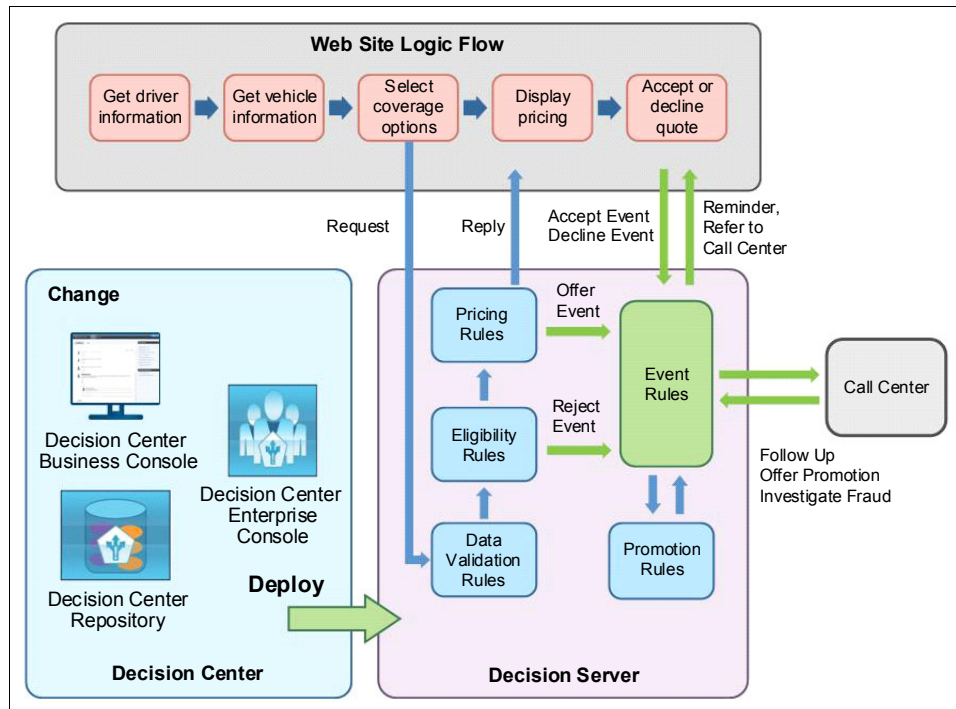 Web Site Logic Flow
Get driver
information
Get vehicle
information
Select
coverage
options
Display
pricing
Accept or
decline
quote
Request
Reply
Accept Event
Decline Event
Reminder,
Refer to
Call Center
Change
Decision Center
Business Console
Decision Center
Enterprise
Console
Decision Center
Repository
Deploy
Decision Center
Pricing
Rules
Offer
Event
Event
Rules
Eligibility
Rules
Reject
Event
Data
Validation
Rules
Promotion
Rules
Decision Server
Call Center
Follow Up
Offer Promotion
Investigate Fraud